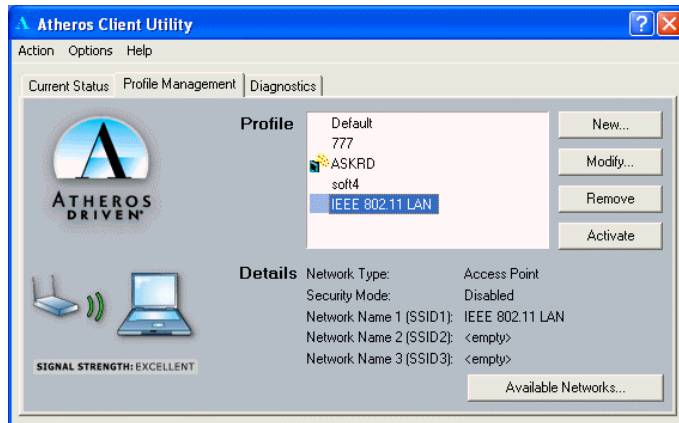 Atheros Client Utility
Action Options Help
Current Status Profile Management Diagnostics
Profile
Default
777
ASKRD
soft4
IEEE 802.11 LAN
New...
Modify...
Remove
Activate
ATHEROS
DRIVEN
Details
Network Type: Access Point
Security Mode: Disabled
Network Name 1 (SSID1): IEEE 802.11 LAN
Network Name 2 (SSID2): <empty>
Network Name 3 (SSID3): <empty>
SIGNAL STRENGTH: EXCELLENT
Available Networks...